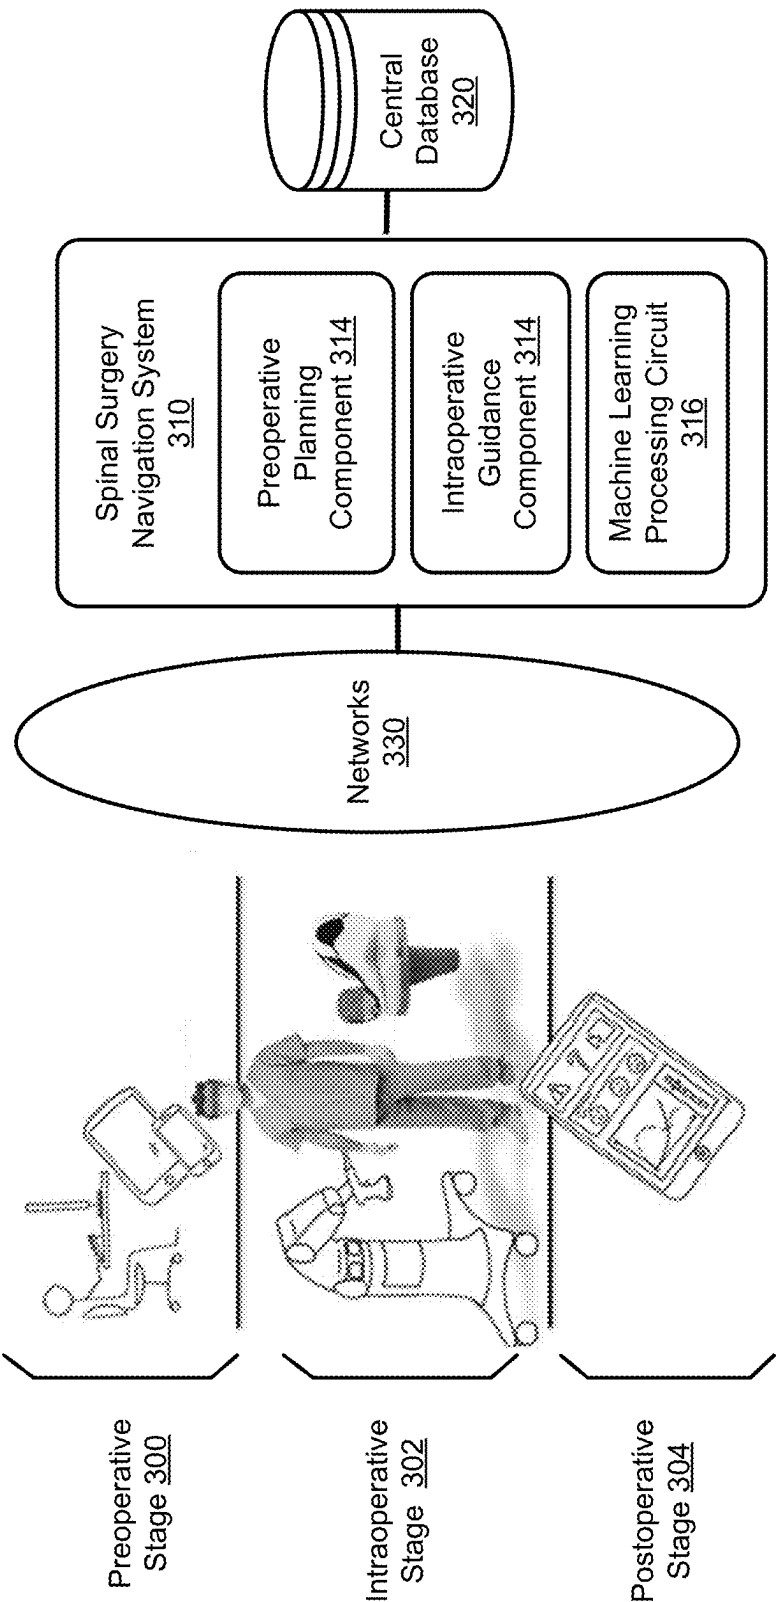 Preoperative
Stage 300
Intraoperative
Stage 302
Postoperative
Stage 304
Networks
330
Spinal Surgery
Navigation System
310
Preoperative
Planning
Component 314
Intraoperative
Guidance
Component 314
Machine Learning
Processing Circuit
316
Central
Database
320